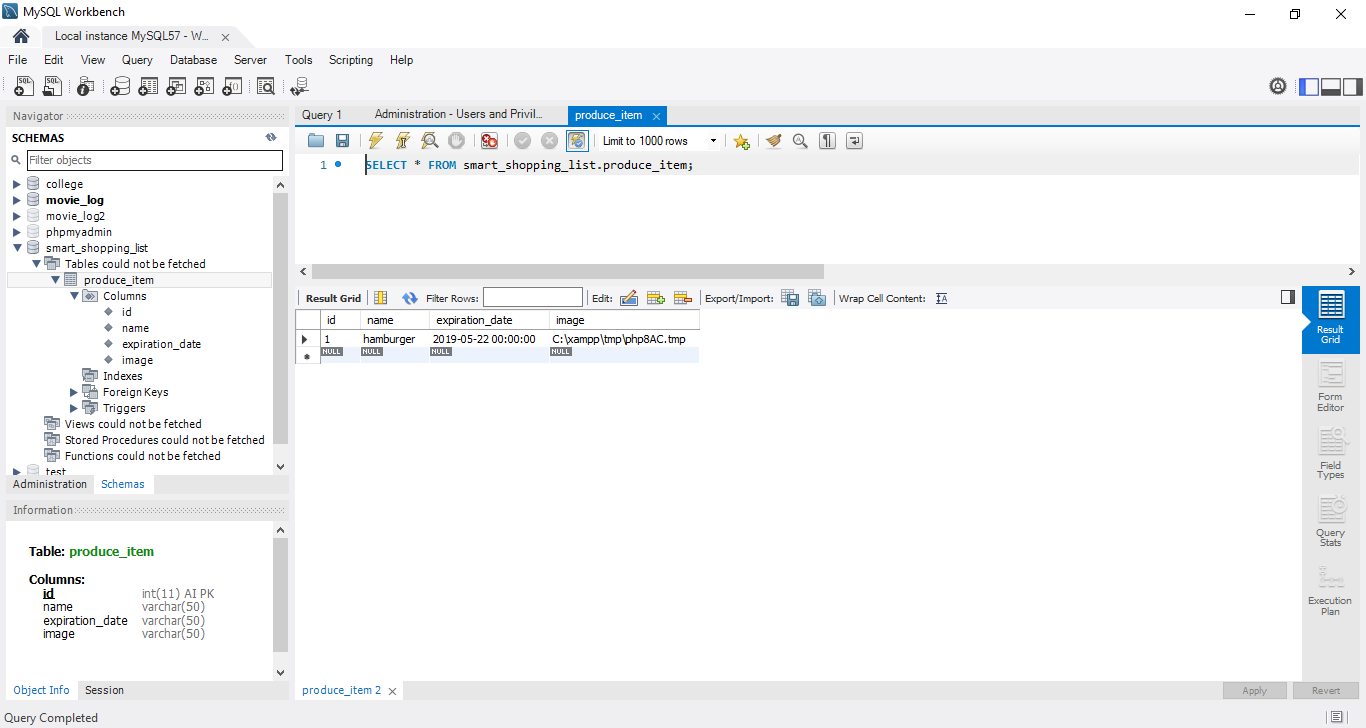 MySQL Workbench
Local instance MySQL57 - W...
File Edit View Query Database Server Tools Scripting Help
Navigator
SCHEMAS
Filter objects
college
movie_log
movie_log2
phpmyadmin
smart_shopping_list
Tables could not be fetched
produce_item
Columns
id
name
expiration_date
image
Indexes
Foreign Keys
Triggers
Views could not be fetched
Stored Procedures could not be fetched
Functions could not be fetched
test
Administration Schemas
Information
Table: produce_item
Columns:
id int(11) AI PK
name varchar(50)
expiration_date varchar(50)
image varchar(50)
Object Info Session
Query 1 Administration - Users and Privil... produce_item
Limit to 1000 rows
1 SELECT * FROM smart_shopping_list.produce_item;
Result Grid Filter Rows: Edit: Export/Import: Wrap Cell Content:
id name expiration_date image
1 hamburger 2019-05-22 00:00:00 C:\xampp\tmp\php8AC.tmp
NULL NULL NULL NULL
Result
Grid
Form
Editor
Field
Types
Query
Stats
Execution
Plan
produce_item 2
Apply Revert
Query Completed